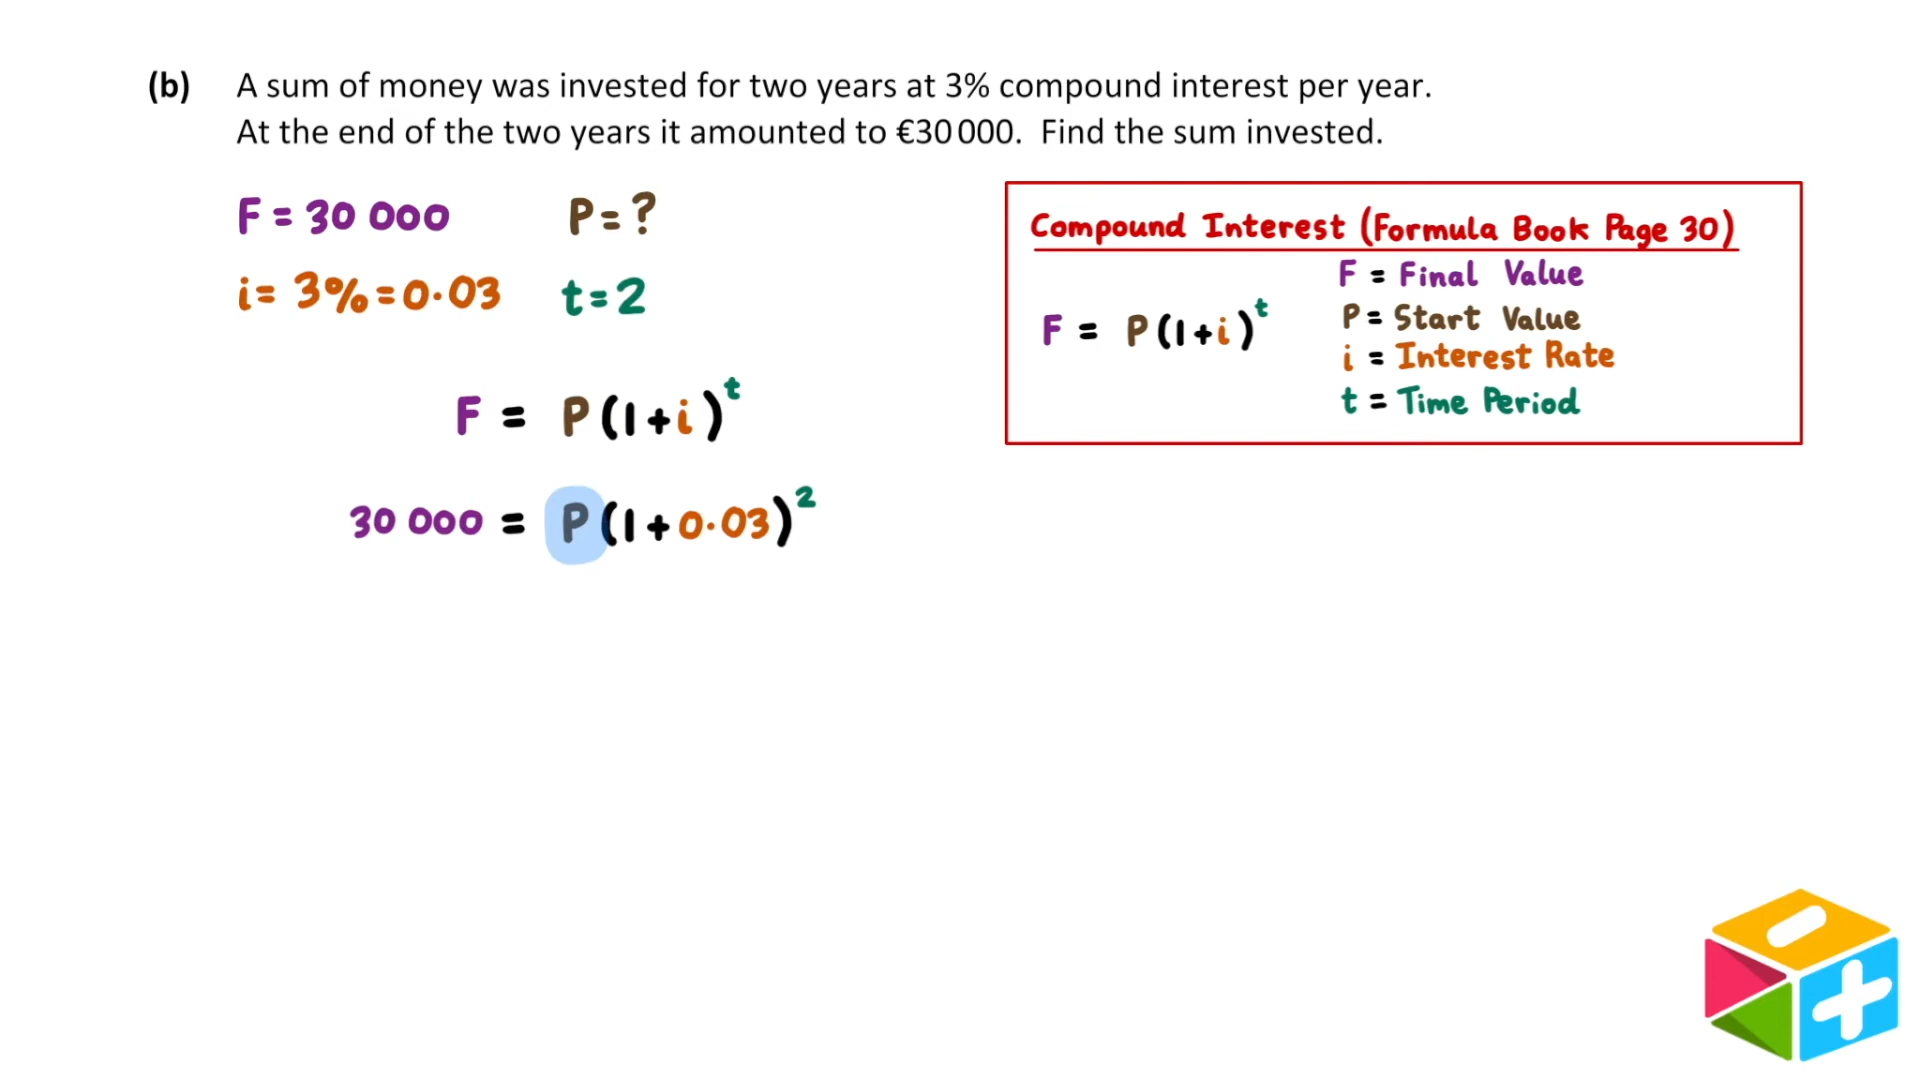 (b) A sum of money was invested for two years at 3% compound interest per year.
At the end of the two years it amounted to €30 000. Find the sum invested.
F = 30 000 P = ?
i = 3% = 0·03 t = 2
F = P(1+i)^t
30 000 = P(1+0·03)^2
Compound Interest (Formula Book Page 30)
F = P(1+i)^t
F = Final Value
P = Start Value
i = Interest Rate
t = Time Period